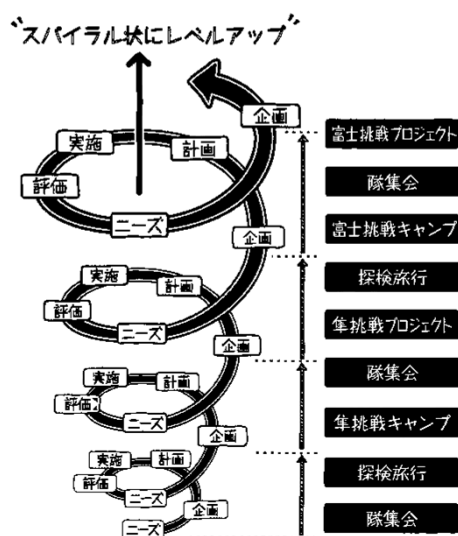 "スパイラル状にレベルアップ"
企画
実施
計画
評価
ニーズ
企画
実施
計画
評価
ニーズ
企画
実施
計画
評価
ニーズ
企画
実施
計画
評価
ニーズ
企画
ニーズ
富士挑戦プロジェクト
隊集会
富士挑戦キャンプ
探検旅行
隼挑戦プロジェクト
隊集会
隼挑戦キャンプ
探検旅行
隊集会